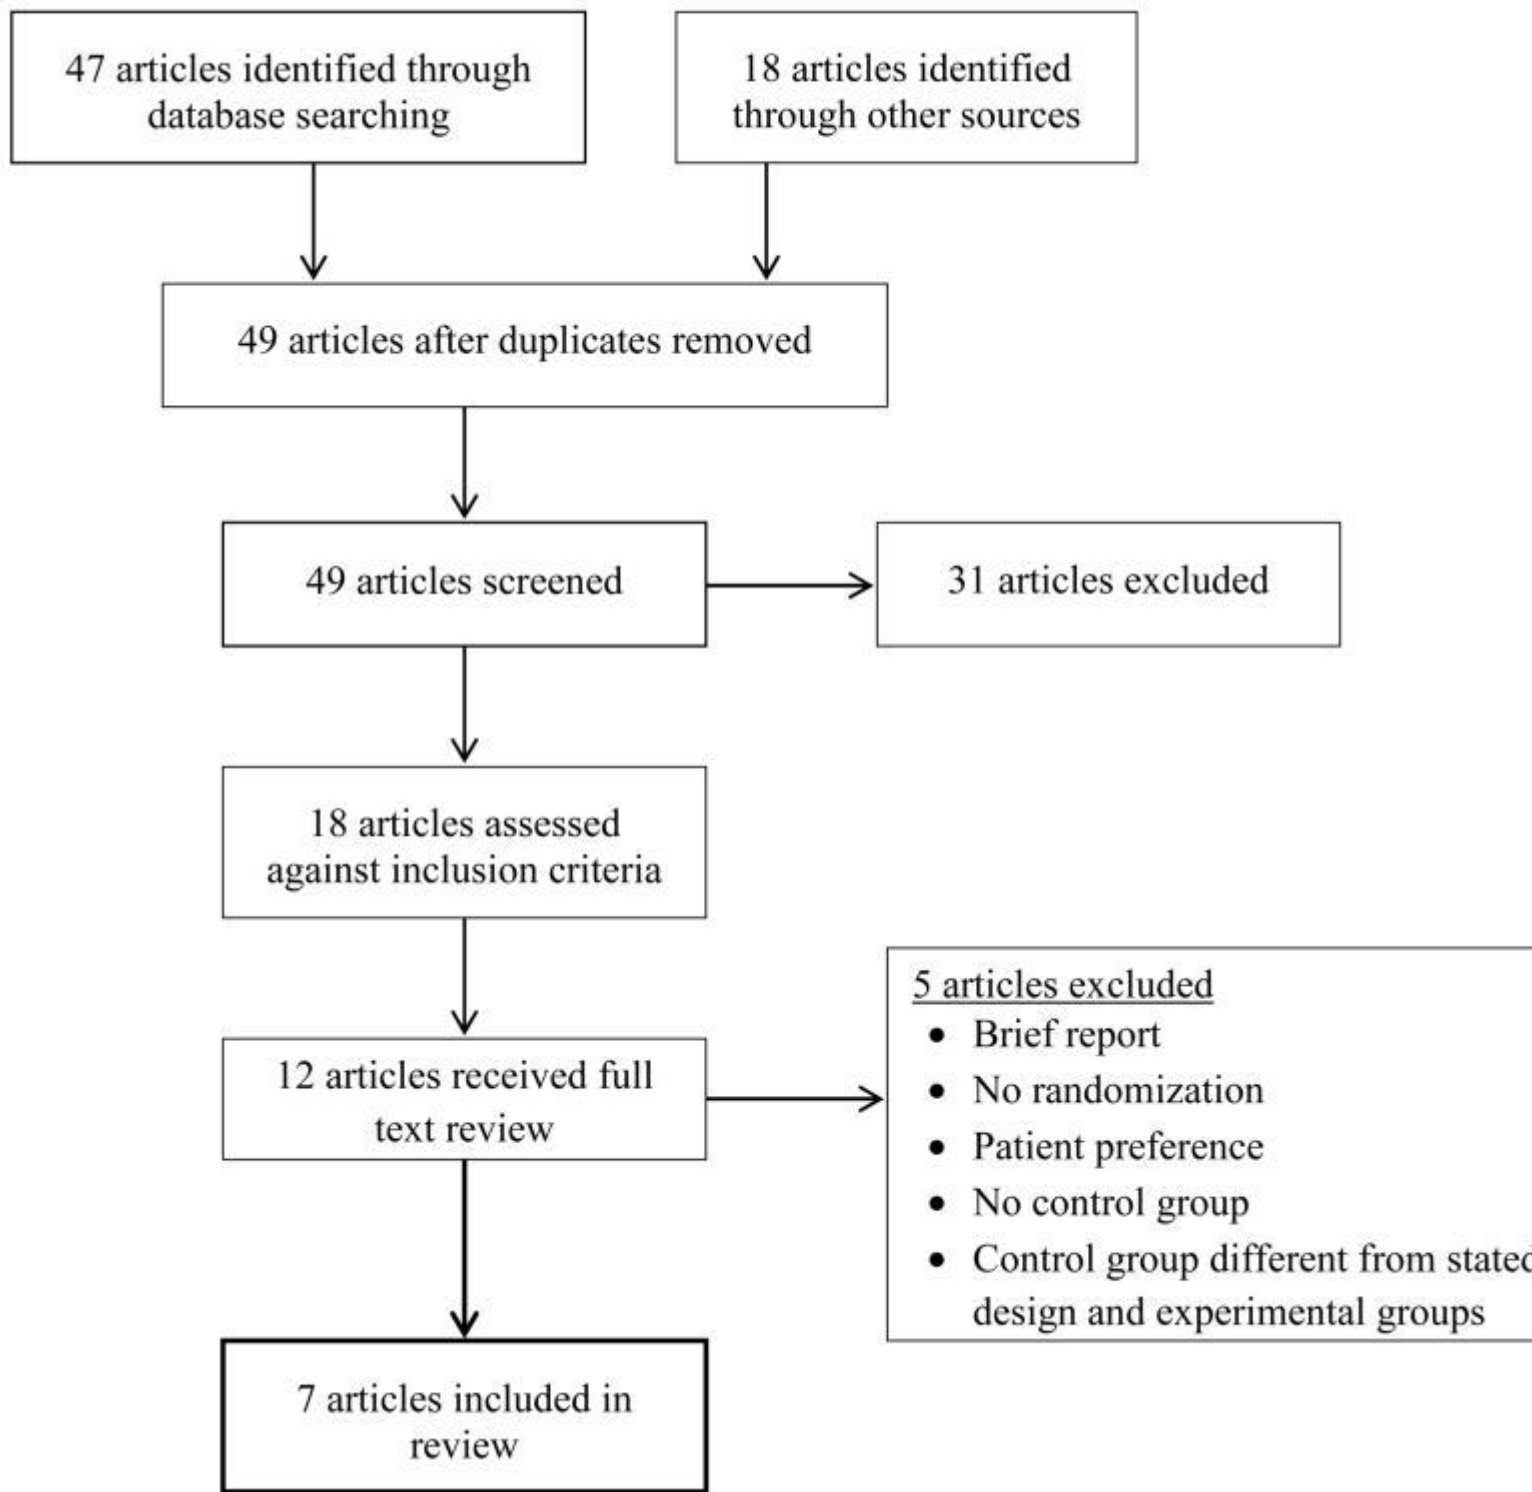 47 articles identified through
database searching
18 articles identified
through other sources
49 articles after duplicates removed
49 articles screened
31 articles excluded
18 articles assessed
against inclusion criteria
12 articles received full
text review
5 articles excluded
• Brief report
• No randomization
• Patient preference
• No control group
• Control group different from stated
design and experimental groups
7 articles included in
review